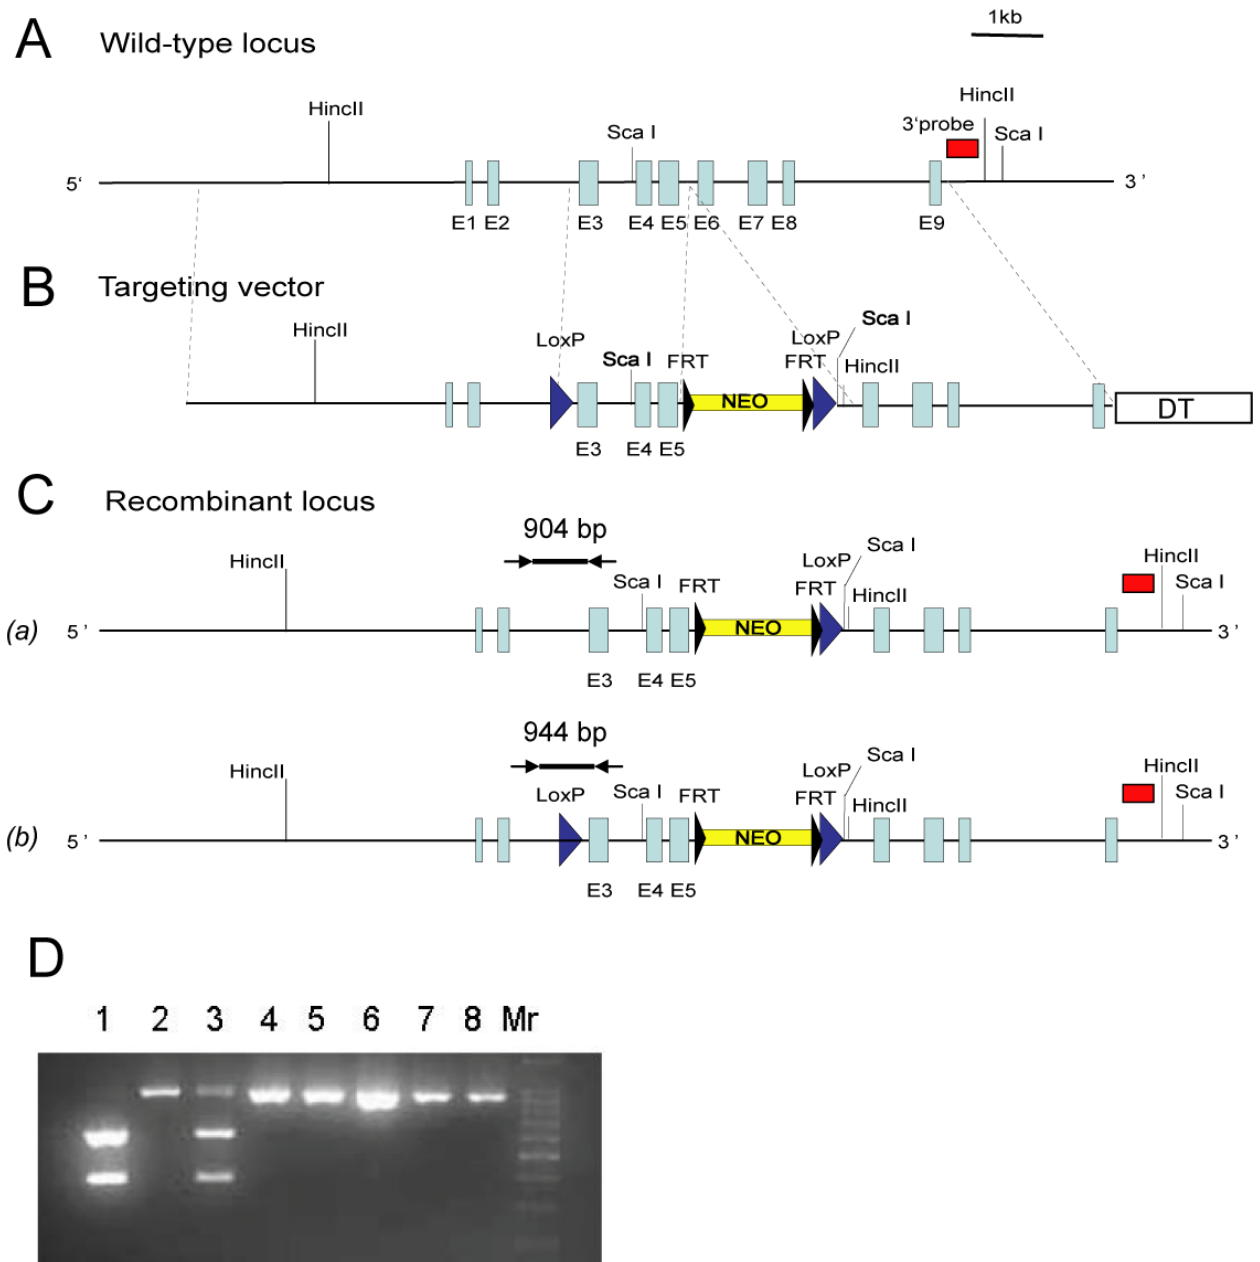 A Wild-type locus
1kb
HincII
Sca I
3‘probe
HincII
Sca I
5‘
3 ’
E1 E2 E3 E4 E5 E6 E7 E8 E9
B Targeting vector
HincII
LoxP
Sca I
FRT
NEO
LoxP
FRT
Sca I
HincII
E3 E4 E5
DT
C Recombinant locus
904 bp
HincII
Sca I
FRT
NEO
LoxP
FRT
Sca I
HincII
HincII
Sca I
(a) 5 ’
3 ’
E3 E4 E5
944 bp
HincII
LoxP
Sca I
FRT
NEO
LoxP
FRT
Sca I
HincII
HincII
Sca I
(b) 5 ’
3 ’
E3 E4 E5
D
1 2 3 4 5 6 7 8 Mr